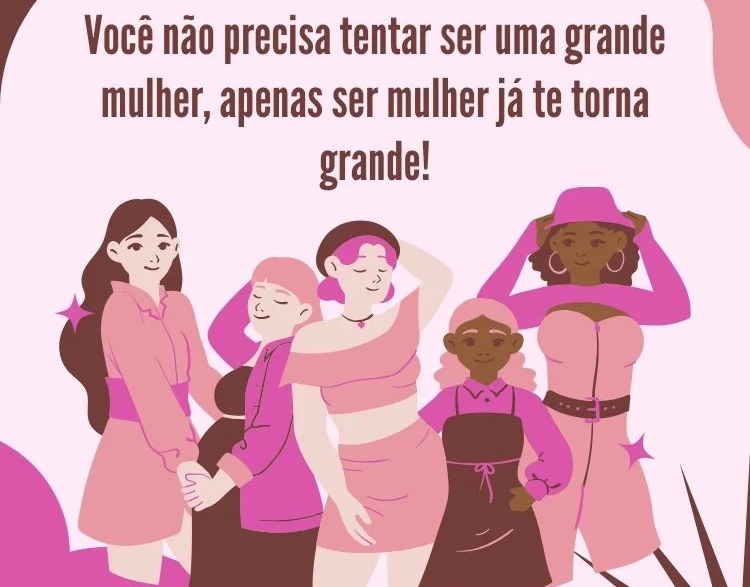 Você não precisa tentar ser uma grande
mulher, apenas ser mulher já te torna
grande!